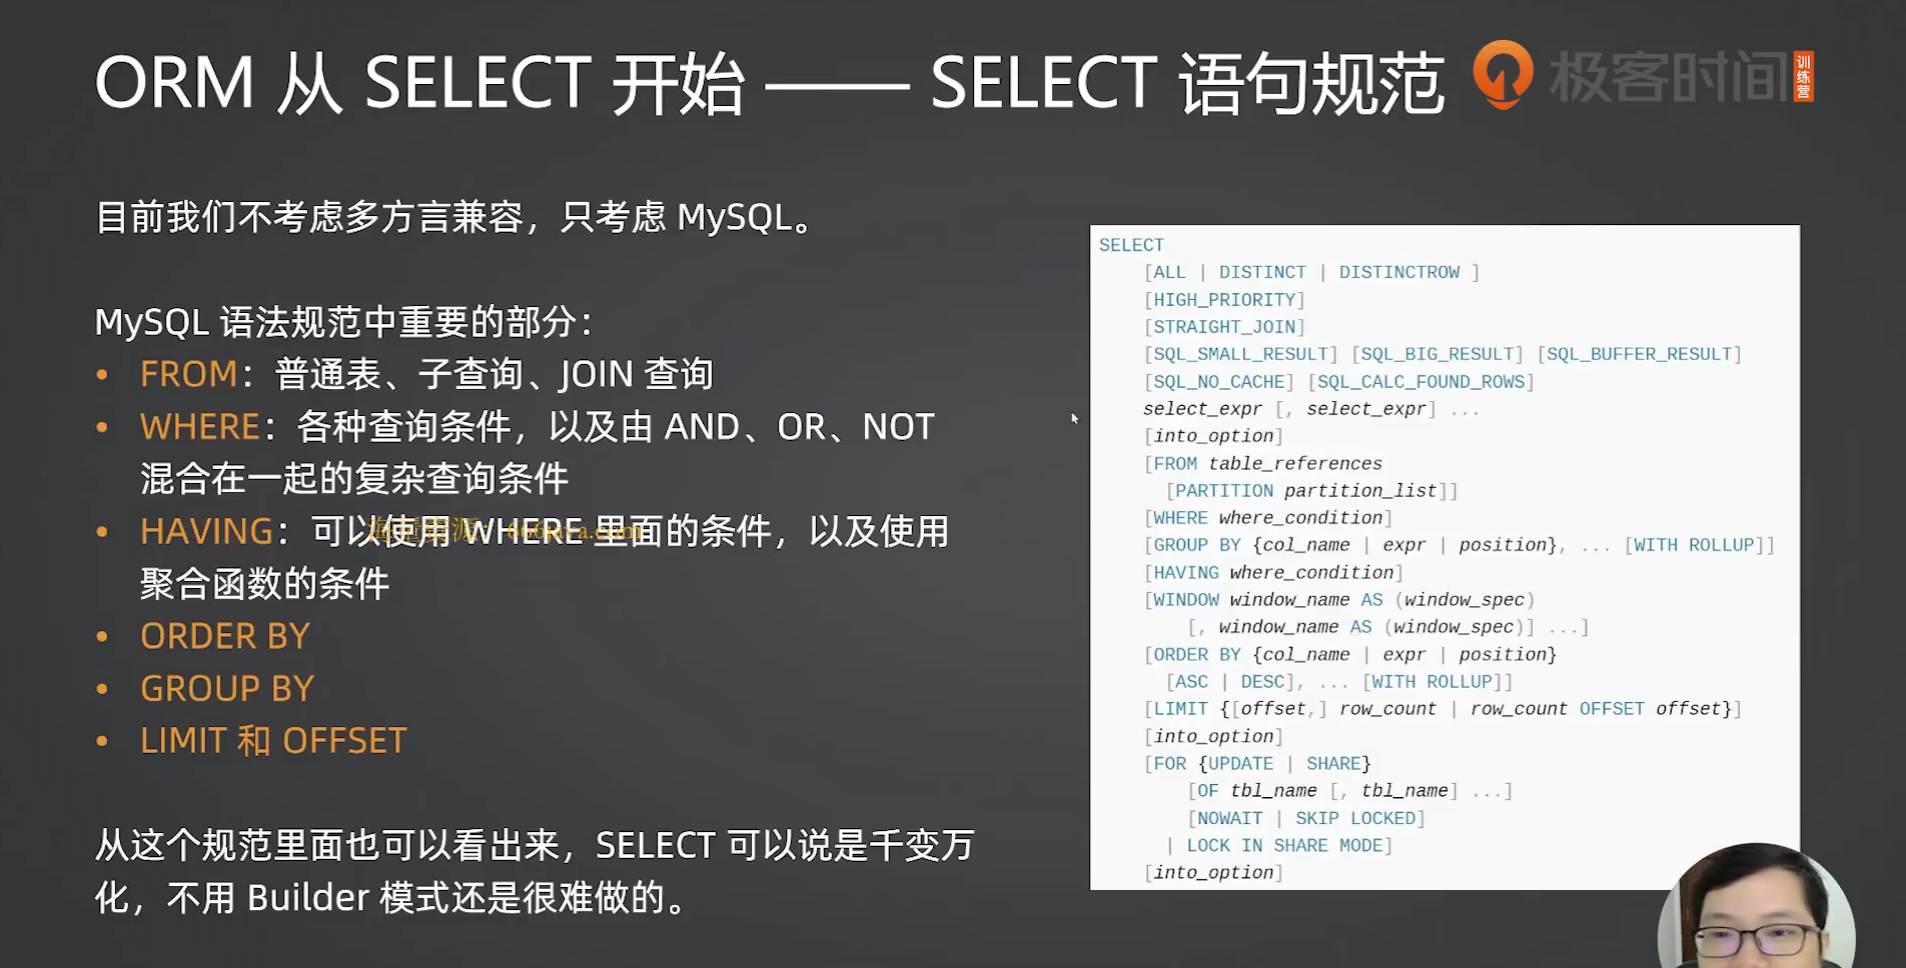 ORM 从 SELECT 开始 —— SELECT 语句规范
极客时间
训练营
目前我们不考虑多方言兼容，只考虑 MySQL。
MySQL 语法规范中重要的部分：
• FROM：普通表、子查询、JOIN 查询
• WHERE：各种查询条件，以及由 AND、OR、NOT
混合在一起的复杂查询条件
• HAVING：可以使用 WHERE 里面的条件，以及使用
聚合函数的条件
• ORDER BY
• GROUP BY
• LIMIT 和 OFFSET
从这个规范里面也可以看出来，SELECT 可以说是千变万
化，不用 Builder 模式还是很难做的。
海量资源：666java.com
SELECT
[ALL | DISTINCT | DISTINCTROW ]
[HIGH_PRIORITY]
[STRAIGHT_JOIN]
[SQL_SMALL_RESULT] [SQL_BIG_RESULT] [SQL_BUFFER_RESULT]
[SQL_NO_CACHE] [SQL_CALC_FOUND_ROWS]
select_expr [, select_expr] ...
[into_option]
[FROM table_references
[PARTITION partition_list]]
[WHERE where_condition]
[GROUP BY {col_name | expr | position}, ... [WITH ROLLUP]]
[HAVING where_condition]
[WINDOW window_name AS (window_spec)
[, window_name AS (window_spec)] ...]
[ORDER BY {col_name | expr | position}
[ASC | DESC], ... [WITH ROLLUP]]
[LIMIT {[offset,] row_count | row_count OFFSET offset}]
[into_option]
[FOR {UPDATE | SHARE}
[OF tbl_name [, tbl_name] ...]
[NOWAIT | SKIP LOCKED]
| LOCK IN SHARE MODE]
[into_option]